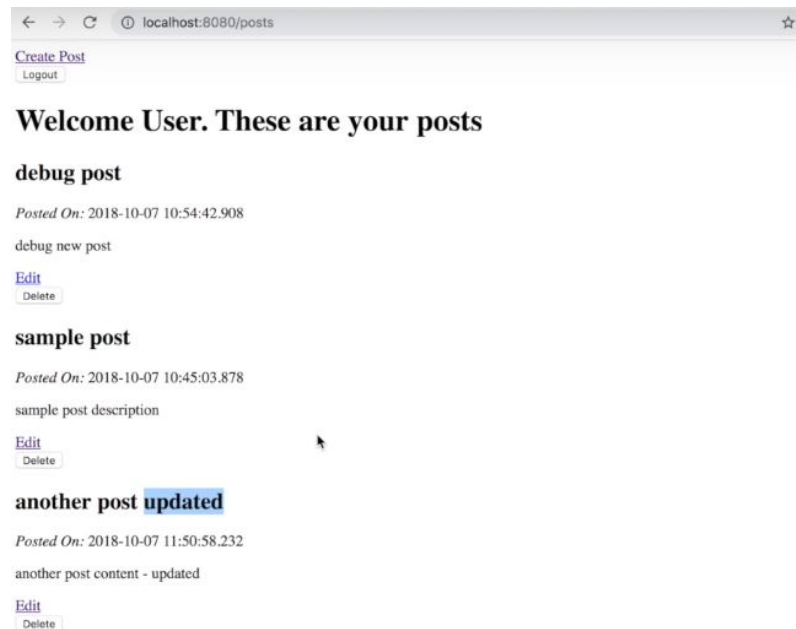 localhost:8080/posts
Create Post
Logout
Welcome User. These are your posts
debug post
Posted On: 2018-10-07 10:54:42.908
debug new post
Edit
Delete
sample post
Posted On: 2018-10-07 10:45:03.878
sample post description
Edit
Delete
another post updated
Posted On: 2018-10-07 11:50:58.232
another post content - updated
Edit
Delete